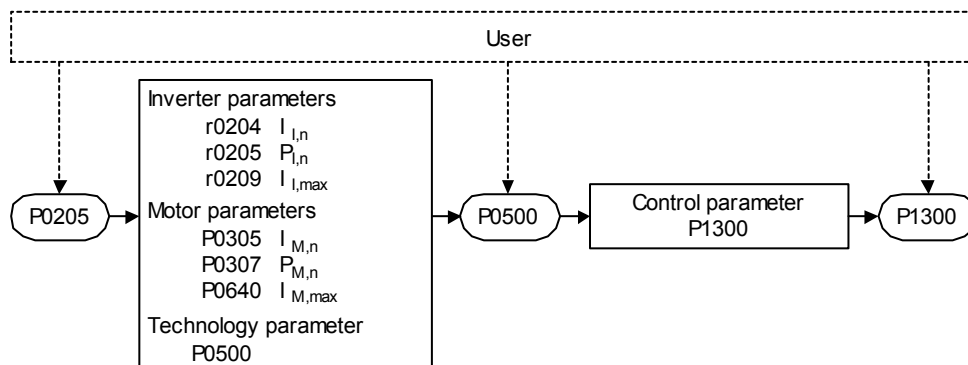 User
P0205
Inverter parameters
r0204 I I,n
r0205 P I,n
r0209 I I,max
Motor parameters
P0305 I M,n
P0307 P M,n
P0640 I M,max
Technology parameter
P0500
P0500
Control parameter
P1300
P1300